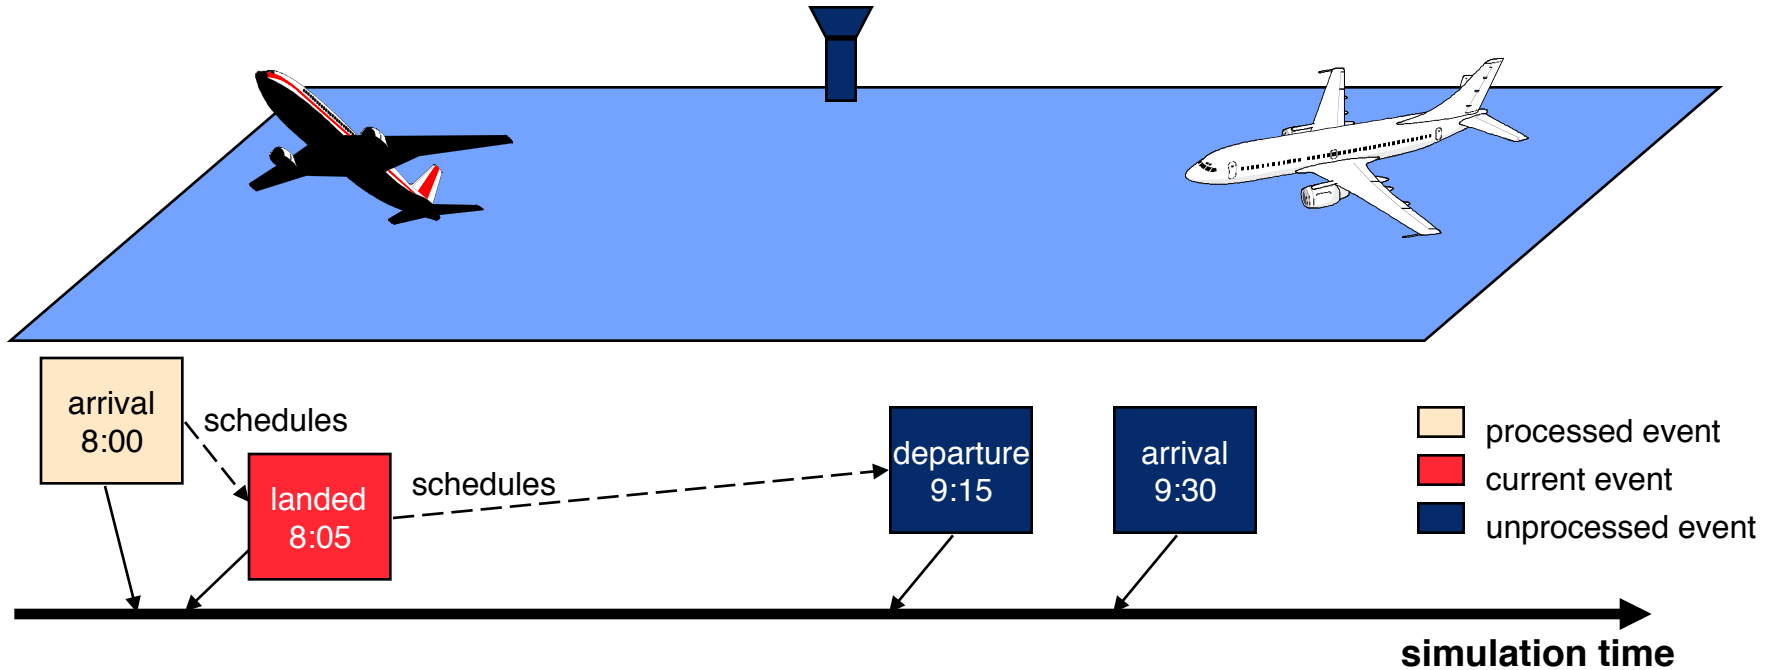 arrival
8:00
schedules
landed
8:05
schedules
departure
9:15
arrival
9:30
processed event
current event
unprocessed event
simulation time